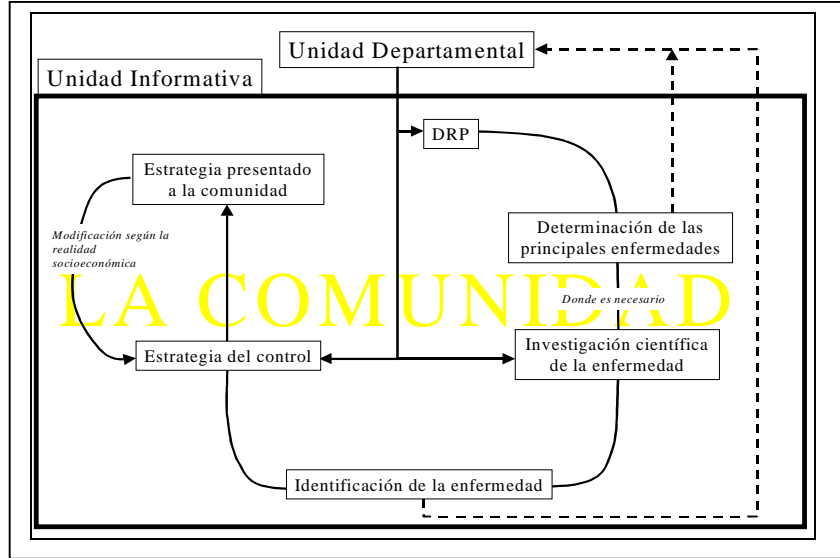 Unidad Departamental
Unidad Informativa
DRP
Estrategia presentado
a la comunidad
Determinación de las
principales enfermedades
Modificación según la
realidad
socioeconómica
LA COMUNIDAD
Donde es necesario
Estrategia del control
Investigación científica
de la enfermedad
Identificación de la enfermedad